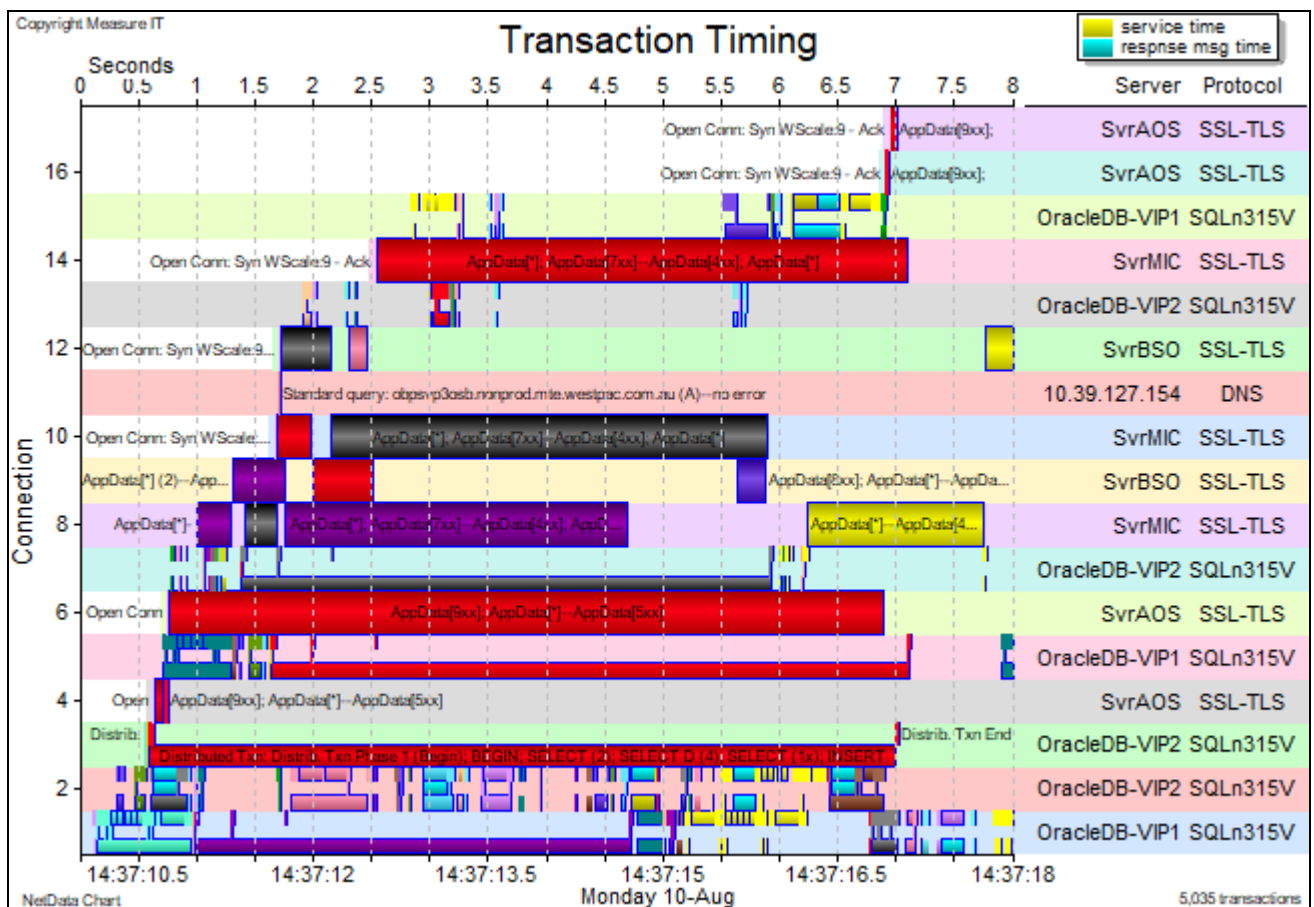 Copyright Measure IT
Transaction Timing
service time
respnse msg time
Seconds
0 0.5 1 1.5 2 2.5 3 3.5 4 4.5 5 5.5 6 6.5 7 7.5 8
Server Protocol
Open Conn: Syn WScale:9 - Ack AppData[9xx]; SvrAOS SSL-TLS
16
Open Conn: Syn WScale:9 - Ack AppData[9xx]; SvrAOS SSL-TLS
OracleDB-VIP1 SQLn315V
14
Open Conn: Syn WScale:9 - Ack AppData[*]; AppData[7xx]--AppData[4xx]; AppData[*] SvrMIC SSL-TLS
OracleDB-VIP2 SQLn315V
12
Open Conn: Syn WScale:9... SvrBSO SSL-TLS
Standard query: obpsvp3osb.nonprod.mte.westpac.com.au (A)--no error 10.39.127.154 DNS
10
Open Conn: Syn WScale:... AppData[*]; AppData[7xx]--AppData[4xx]; AppData[*] SvrMIC SSL-TLS
AppData[*] (2)--App... AppData[8xx]; AppData[*]--AppDa... SvrBSO SSL-TLS
8
AppData[*]- AppData[*]; AppData[7xx]--AppData[4xx]; AppD... AppData[*]--AppData[4... SvrMIC SSL-TLS
OracleDB-VIP2 SQLn315V
6
Open Conn AppData[9xx]; AppData[*]--AppData[5xx] SvrAOS SSL-TLS
OracleDB-VIP1 SQLn315V
4
Open AppData[9xx]; AppData[*]--AppData[5xx] SvrAOS SSL-TLS
Distrib. Distrib. Txn End OracleDB-VIP2 SQLn315V
Distributed Txn: Distrib. Txn Phase 1 (Begin); BEGIN; SELECT (2); SELECT D (4); SELECT (1x); INSERT
2
OracleDB-VIP2 SQLn315V
OracleDB-VIP1 SQLn315V
Connection
14:37:10.5 14:37:12 14:37:13.5 14:37:15 14:37:16.5 14:37:18
Monday 10-Aug
NetData Chart
5,035 transactions